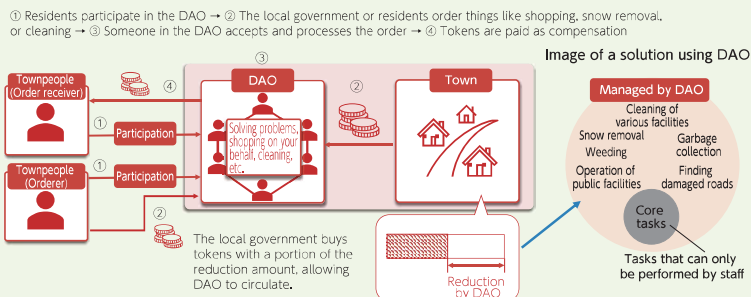 ① Residents participate in the DAO → ② The local government or residents order things like shopping, snow removal,
or cleaning → ③ Someone in the DAO accepts and processes the order → ④ Tokens are paid as compensation
Image of a solution using DAO
Townpeople
(Order receiver)
④
①
Participation
Townpeople
(Orderer)
①
Participation
②
③
DAO
Solving problems,
shopping on your
behalf, cleaning,
etc.
②
Town
The local government buys
tokens with a portion of the
reduction amount, allowing
DAO to circulate.
Reduction
by DAO
Managed by DAO
Cleaning of
various facilities
Snow removal
Weeding
Garbage
collection
Operation of
public facilities
Finding
damaged roads
Core
tasks
Tasks that can only
be performed by staff